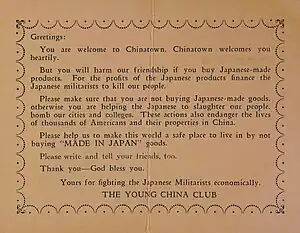 Greetings:
You are welcome to Chinatown. Chinatown welcomes you
heartily.
But you will harm our friendship if you buy Japanese-made
products. For the profits of the Japanese products finance the
Japanese militarists to kill our people.
Please make sure that you are not buying Japanese-made goods,
otherwise you are helping the Japanese to slaughter our people,
bomb our cities and colleges. These actions also endanger the lives
of thousands of Americans and their properties in China.
Please help us to make this world a safe place to live in by not
buying "MADE IN JAPAN" goods.
Please write and tell your friends, too.
Thank you—God bless you.
Yours for fighting the Japanese Militarists economically.
THE YOUNG CHINA CLUB